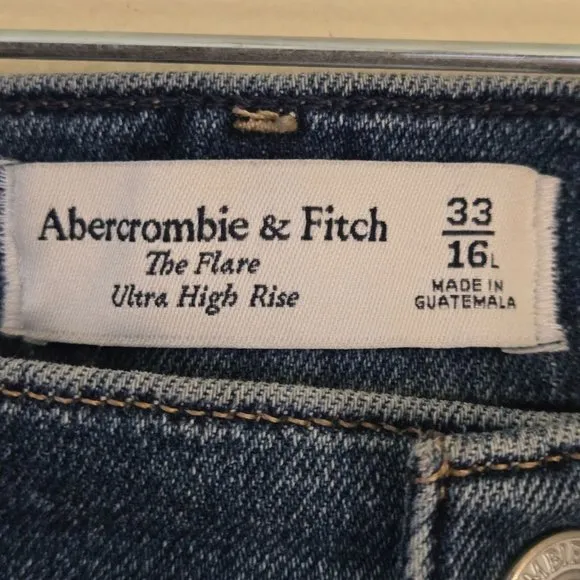 Abercrombie & Fitch
The Flare
Ultra High Rise
33
16L
MADE IN
GUATEMALA